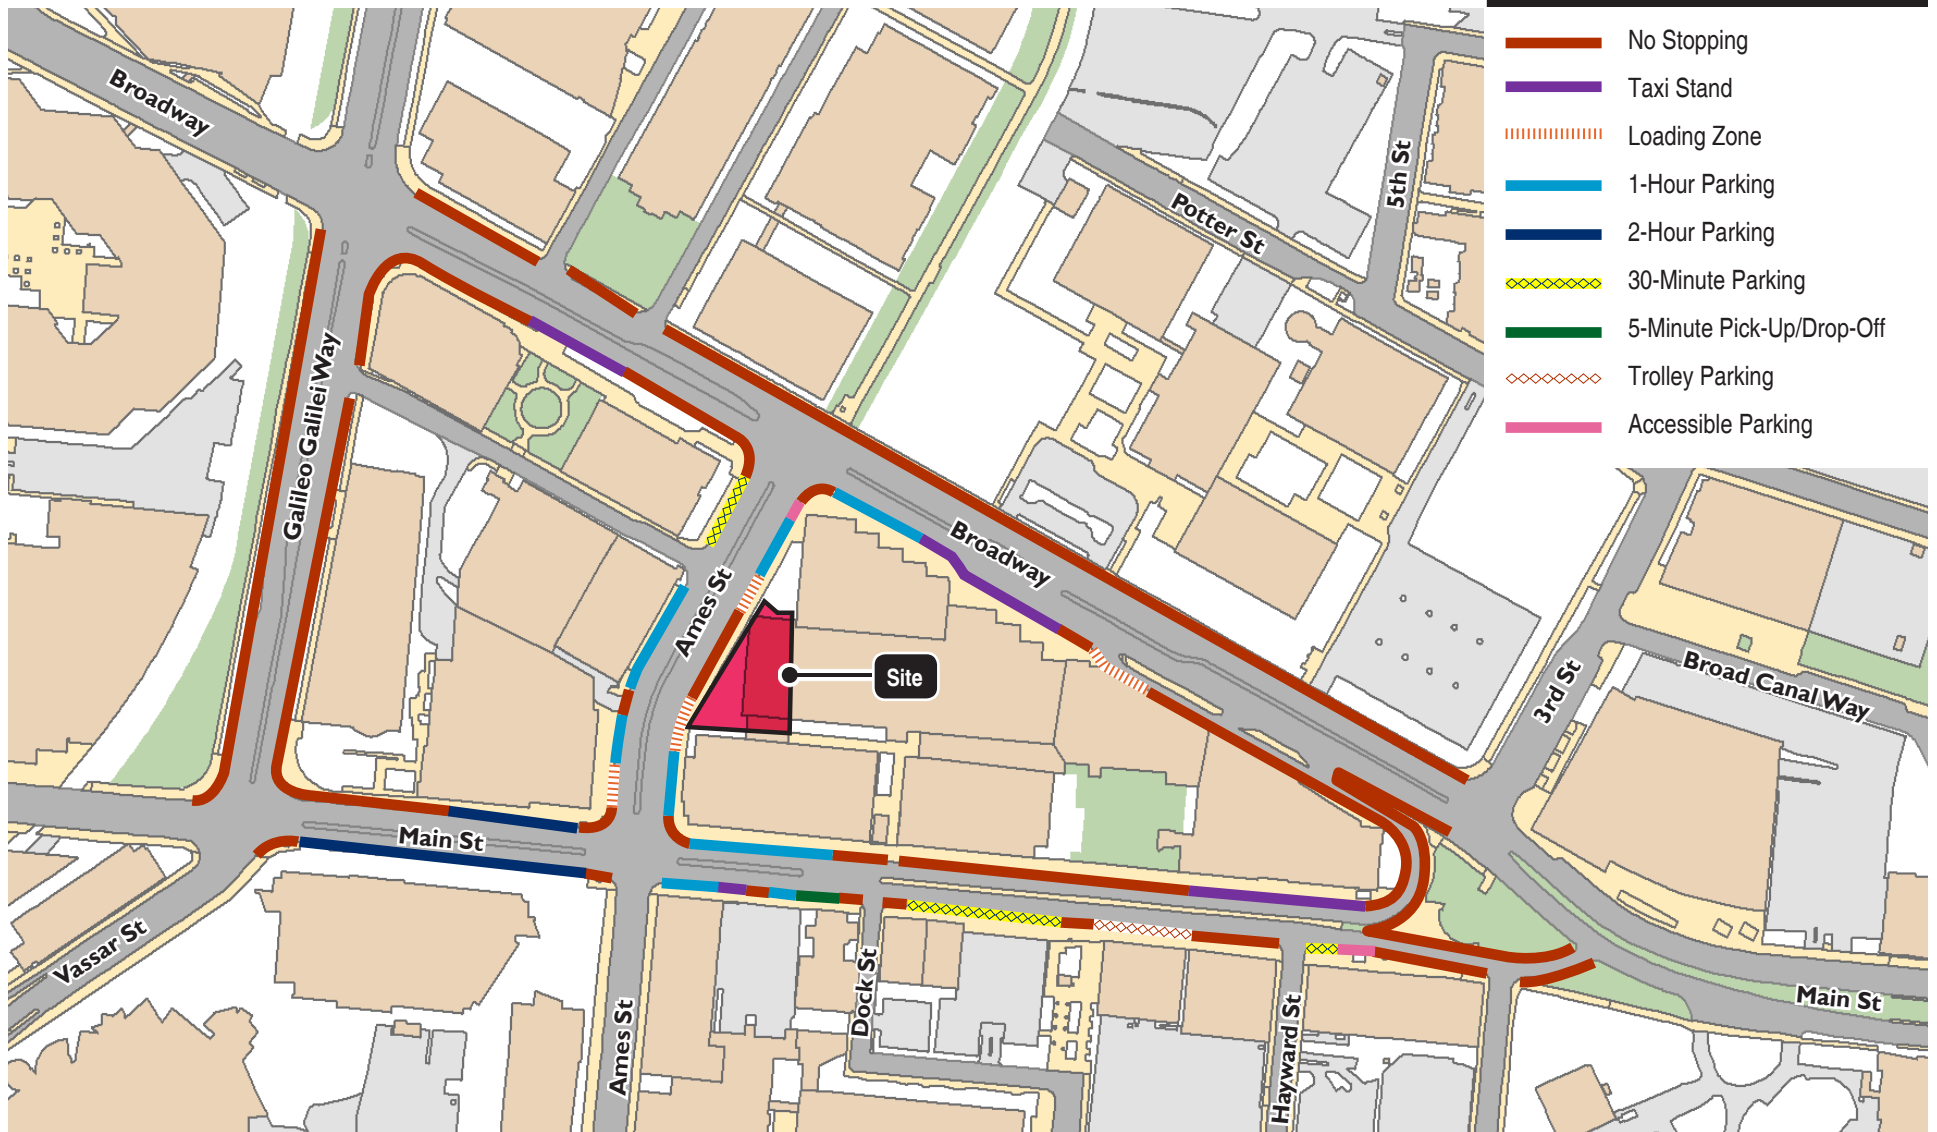 No Stopping
Taxi Stand
Loading Zone
1-Hour Parking
2-Hour Parking
30-Minute Parking
5-Minute Pick-Up/Drop-Off
Trolley Parking
Accessible Parking
Broadway
Potter St
5th St
Galileo Galilei Way
Broadway
Ames St
Site
3rd St
Broad Canal Way
Main St
Vassar St
Dock St
Ames St
Hayward St
Main St